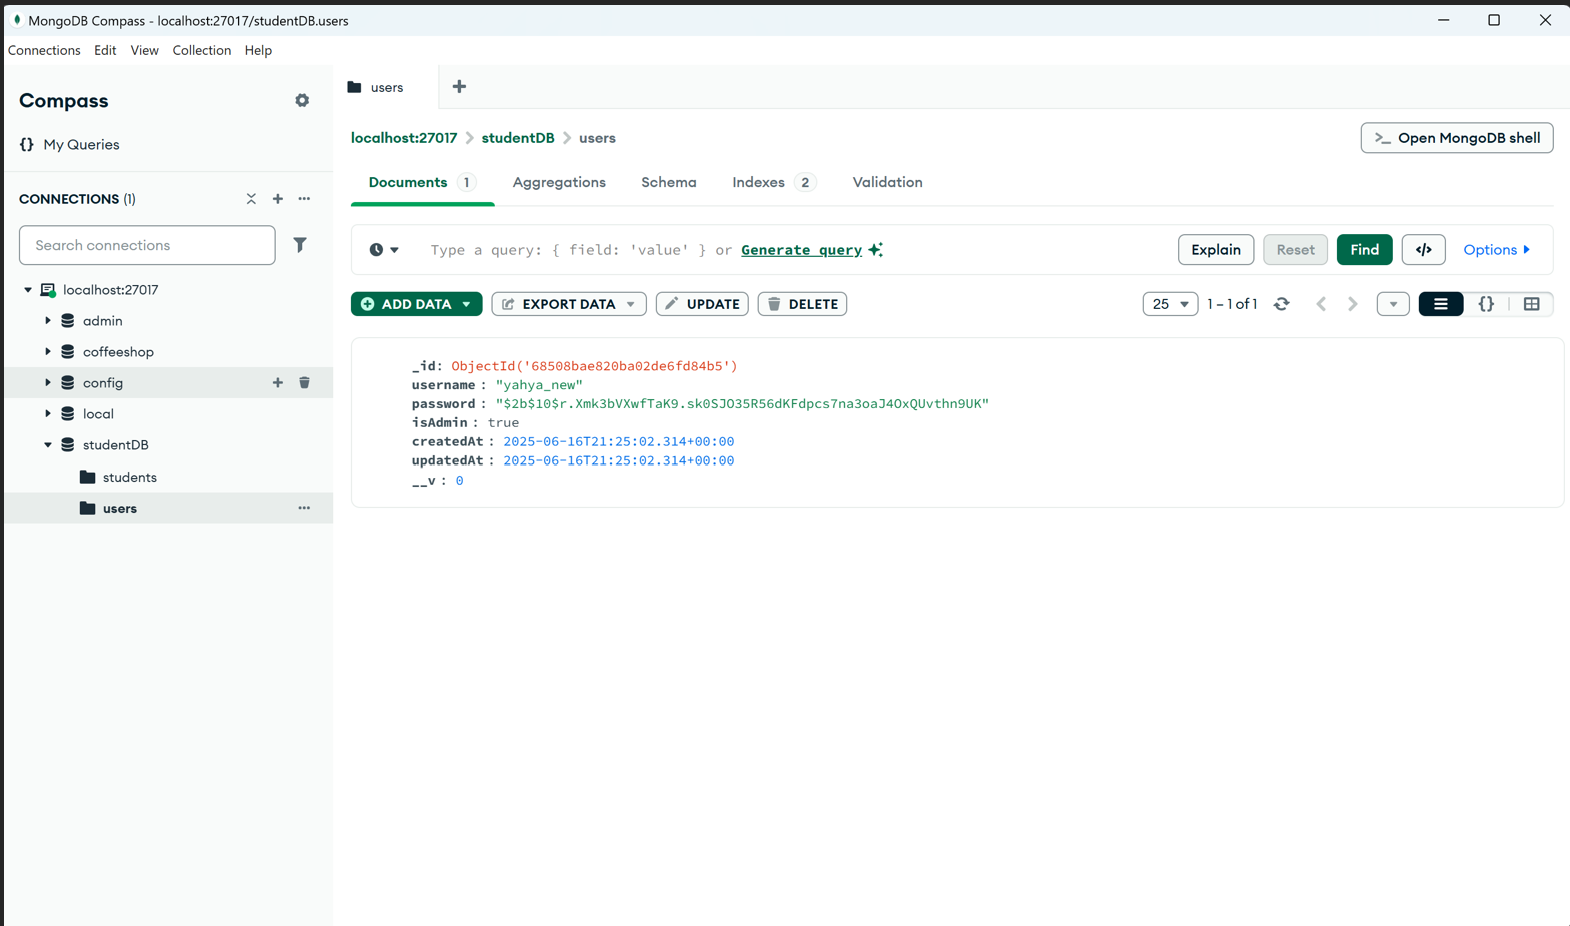 MongoDB Compass - localhost:27017/studentDB.users
Connections Edit View Collection Help
Compass
{} My Queries
CONNECTIONS (1)
Search connections
localhost:27017
admin
coffeeshop
config
local
studentDB
students
users
users
localhost:27017 > studentDB > users
>_ Open MongoDB shell
Documents 1 Aggregations Schema Indexes 2 Validation
Type a query: { field: 'value' } or Generate query
Explain Reset Find </> Options
ADD DATA EXPORT DATA UPDATE DELETE
25 1 – 1 of 1 {}
_id: ObjectId('68508bae820ba02de6fd84b5')
username : "yahya_new"
password : "$2b$10$r.Xmk3bVXwfTaK9.sk0SJO35R56dKFdpcs7na3oaJ4OxQUvthn9UK"
isAdmin : true
createdAt : 2025-06-16T21:25:02.314+00:00
updatedAt : 2025-06-16T21:25:02.314+00:00
__v : 0